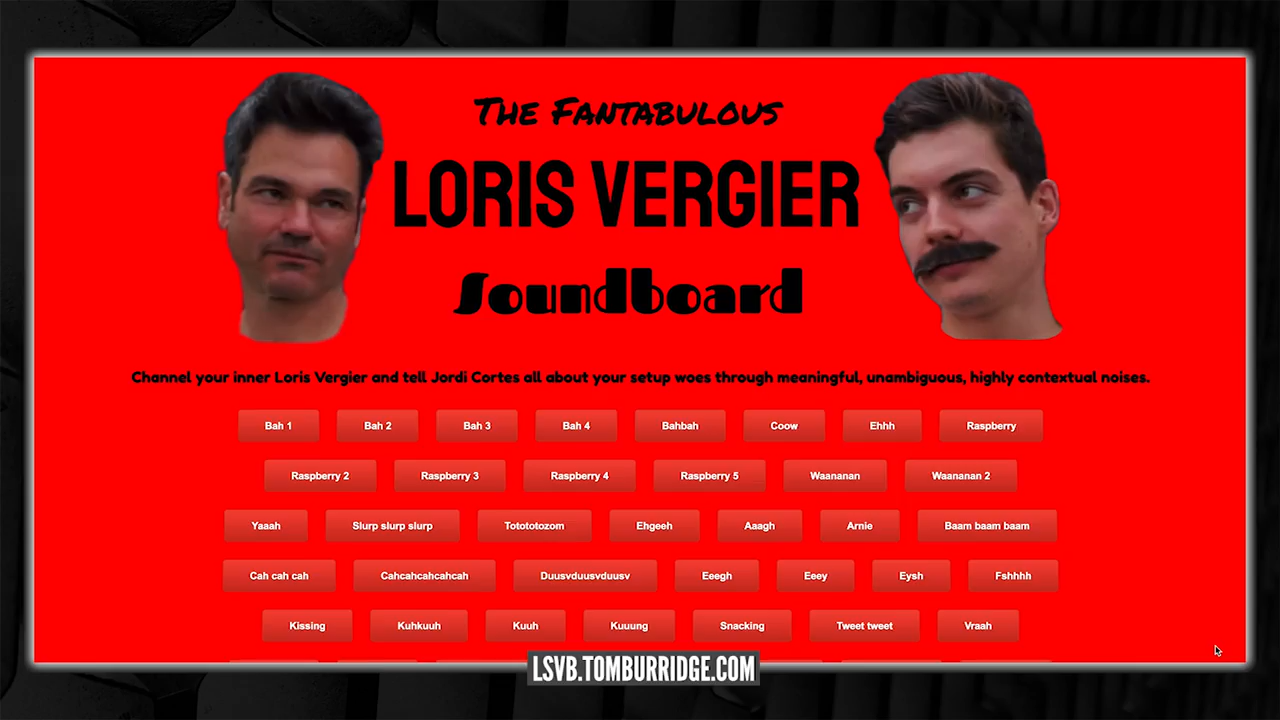 The Fantabulous
LORIS VERGIER
Soundboard
Channel your inner Loris Vergier and tell Jordi Cortes all about your setup woes through meaningful, unambiguous, highly contextual noises.
Bah 1 Bah 2 Bah 3 Bah 4 Bahbah Coow Ehhh Raspberry
Raspberry 2 Raspberry 3 Raspberry 4 Raspberry 5 Waananan Waananan 2
Yaaah Slurp slurp slurp Totototozom Ehgeeh Aaagh Arnie Baam baam baam
Cah cah cah Cahcahcahcahcah Duusvduusvduusv Eeegh Eeey Eysh Fshhhh
Kissing Kuhkuuh Kuuh Kuuung Snacking Tweet tweet Vraah
LSVB.TOMBURRIDGE.COM